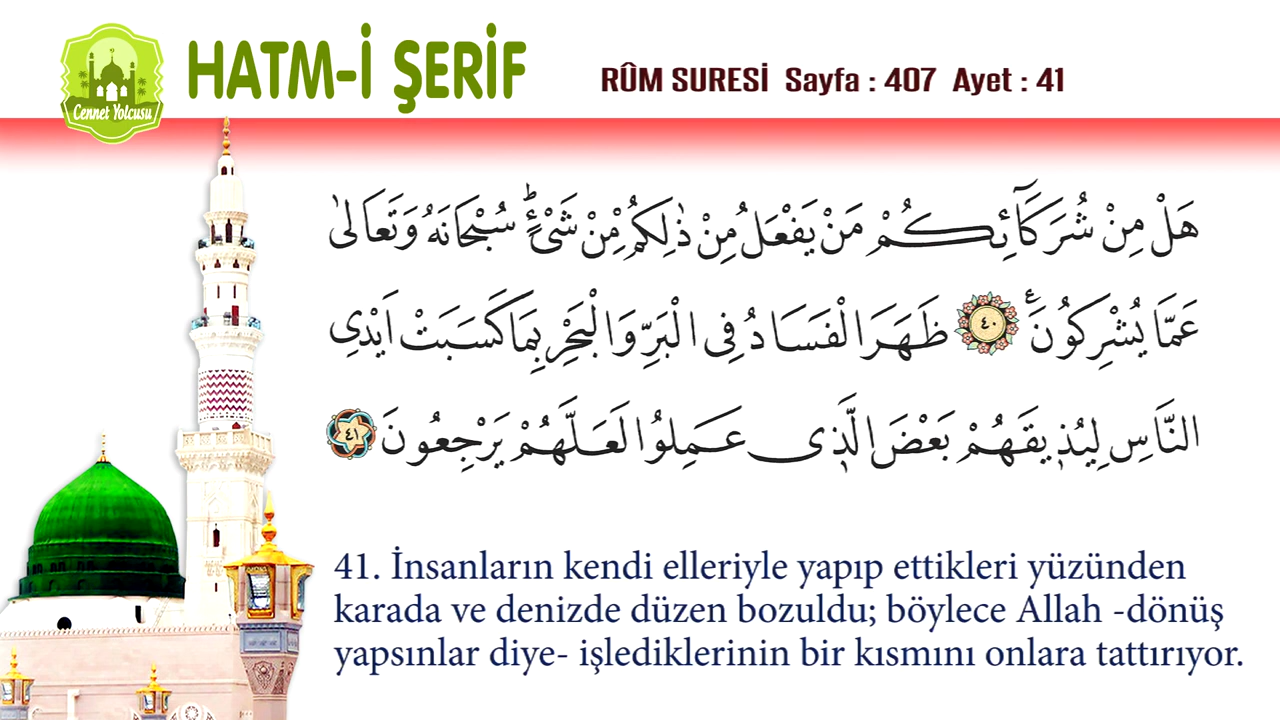 Cennet Yolcusu
HATM-İ ŞERİF
RÛM SURESİ Sayfa : 407 Ayet : 41
هَلْ مِنْ شُرَكَٓائِكُمْ مَنْ يَفْعَلُ مِنْ ذٰلِكُمْ مِنْ شَيْءٍۜ سُبْحَانَهُ وَتَعَالٰى
عَمَّا يُشْرِكُونَ ۟ ٤٠ ظَهَرَ الْفَسَادُ فِى الْبَرِّ وَالْبَحْرِ بِمَا كَسَبَتْ اَيْدِى
النَّاسِ لِيُذٖيقَهُمْ بَعْضَ الَّذٖى عَمِلُوا لَعَلَّهُمْ يَرْجِعُونَ ٤١
41. İnsanların kendi elleriyle yapıp ettikleri yüzünden
karada ve denizde düzen bozuldu; böylece Allah -dönüş
yapsınlar diye- işlediklerinin bir kısmını onlara tattırıyor.